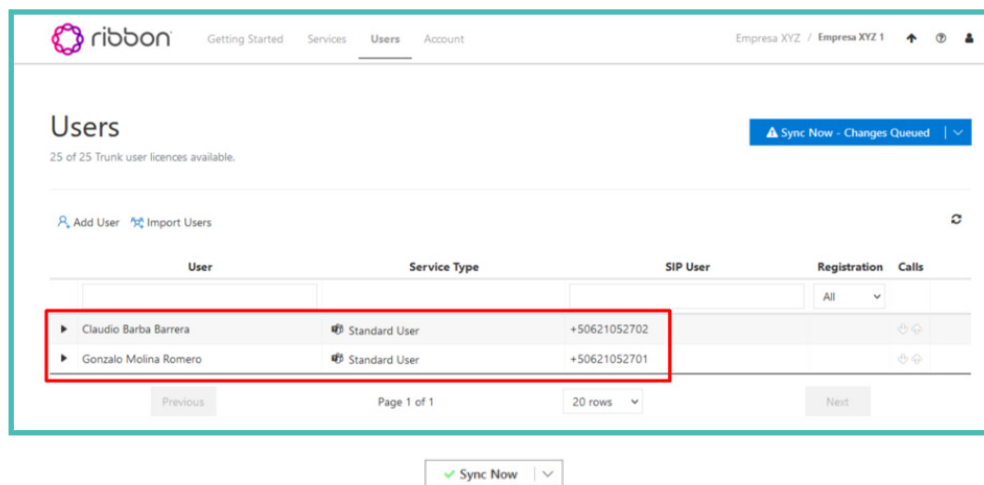 ribbon Getting Started Services Users Account Empresa XYZ / Empresa XYZ 1
Users
Sync Now - Changes Queued
25 of 25 Trunk user licences available.
Add User Import Users
User Service Type SIP User Registration Calls
All
Claudio Barba Barrera Standard User +50621052702
Gonzalo Molina Romero Standard User +50621052701
Previous Page 1 of 1 20 rows Next
Sync Now